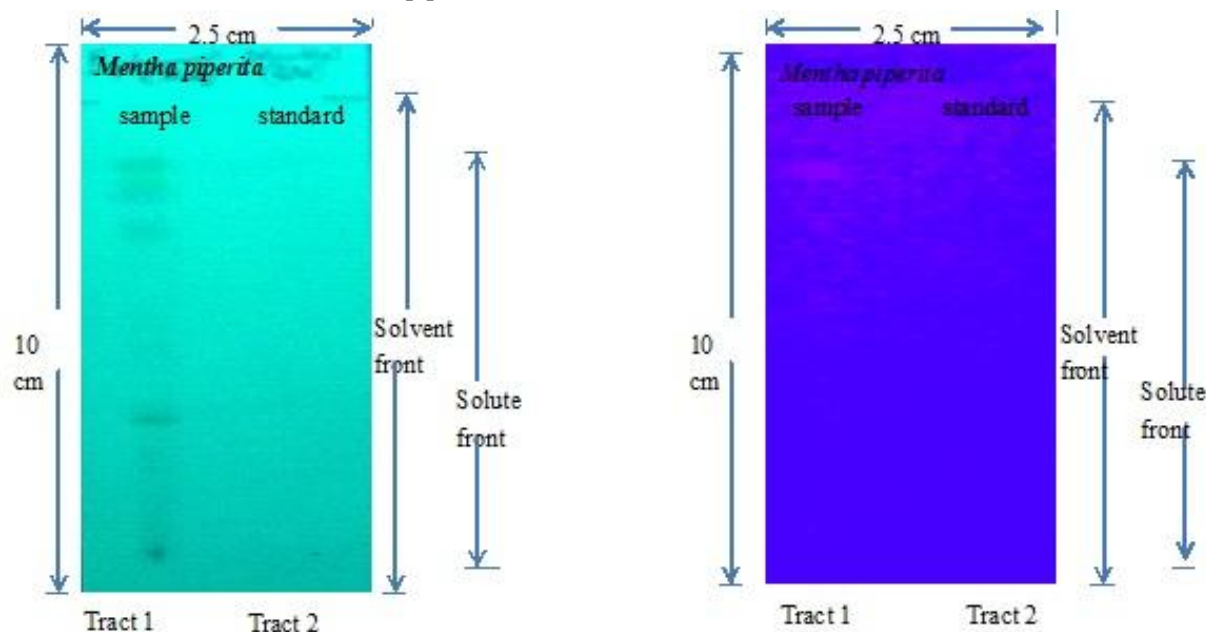 2.5 cm
Mentha piperita
sample standard
10
cm
Solvent
front
Solute
front
Tract 1 Tract 2
2.5 cm
Mentha piperita
sample standard
10
cm
Solvent
front
Solute
front
Tract 1 Tract 2